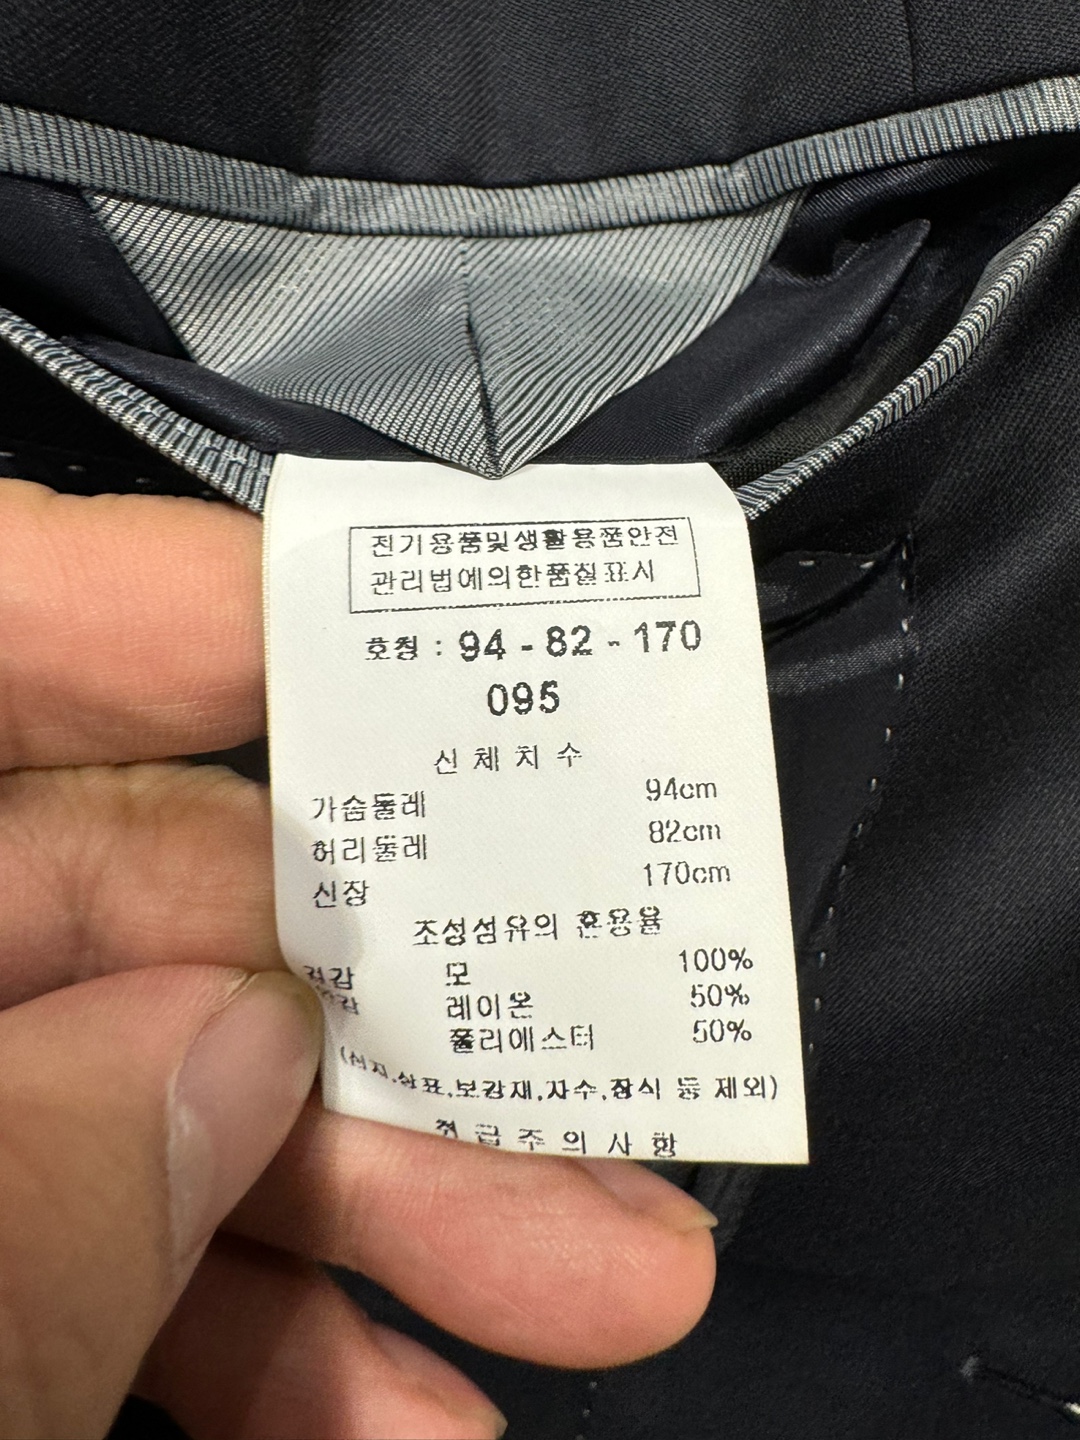 전기용품및생활용품안전
관리법에의한품질표시
호칭 : 94 - 82 - 170
095
신 체 치 수
가슴둘레 94cm
허리둘레 82cm
신장 170cm
조성섬유의 혼용율
겉감 모 100%
안감 레이온 50%
폴리에스터 50%
(심지,상표,보강재,자수,장식 등 제외)
취 급 주 의 사 항